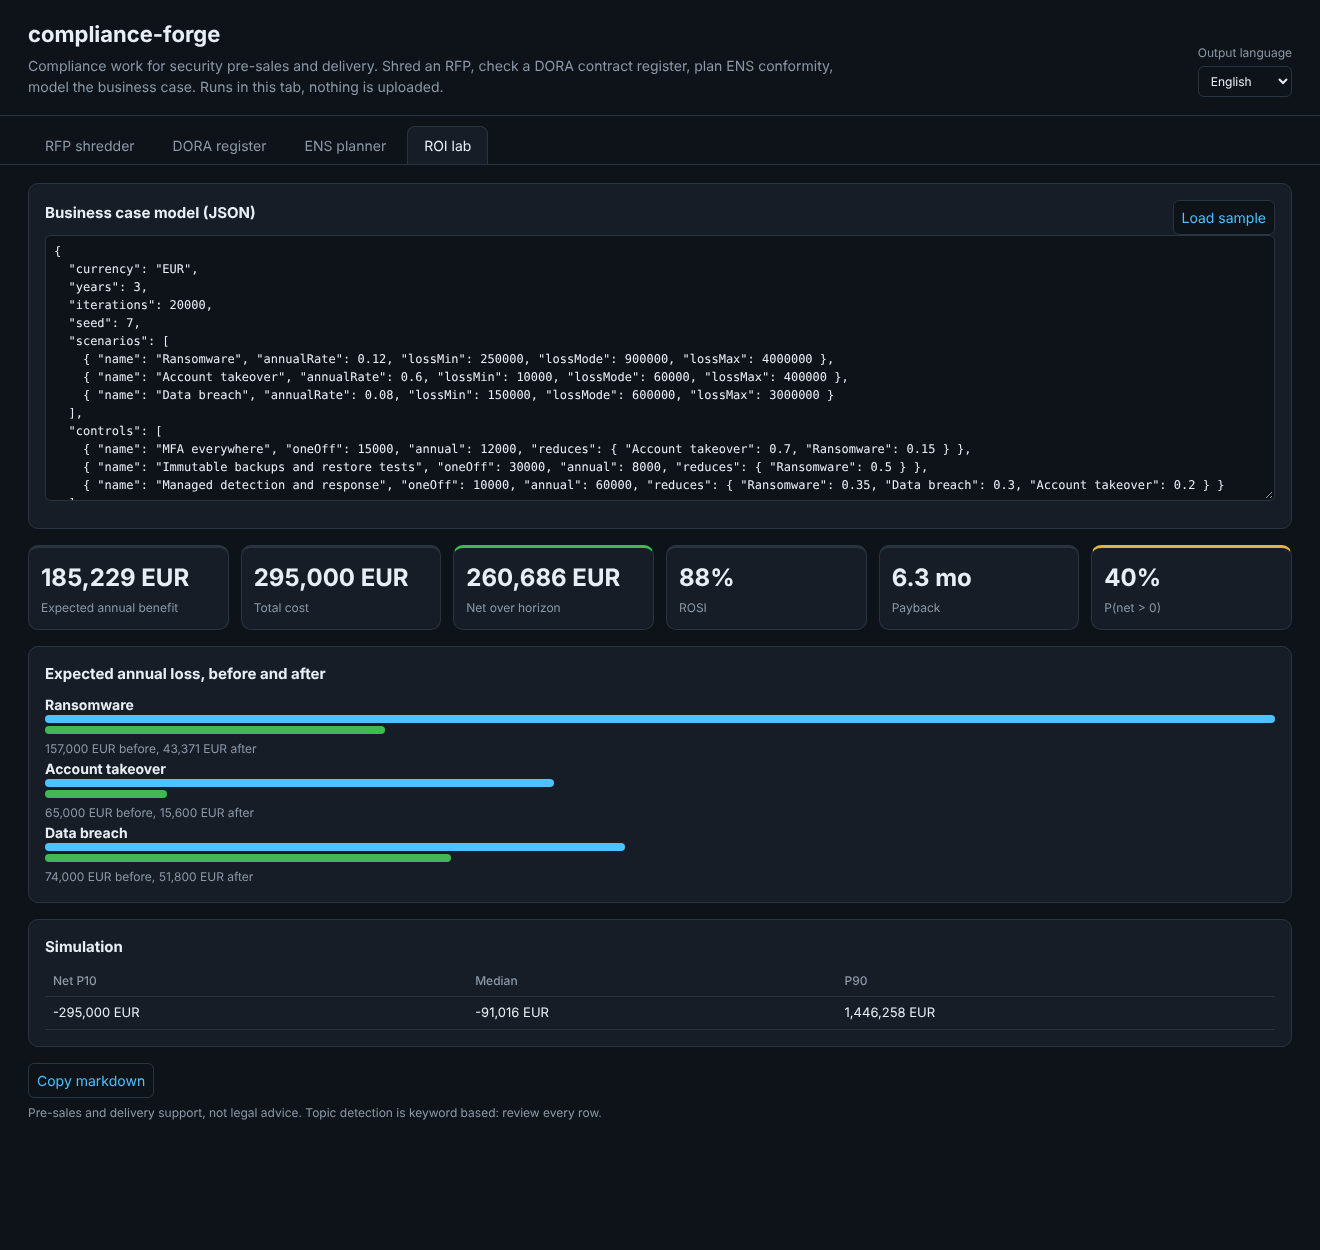 compliance-forge
Compliance work for security pre-sales and delivery. Shred an RFP, check a DORA contract register, plan ENS conformity,
model the business case. Runs in this tab, nothing is uploaded.
Output language
English
RFP shredder
DORA register
ENS planner
ROI lab
Business case model (JSON)
Load sample
{
  "currency": "EUR",
  "years": 3,
  "iterations": 20000,
  "seed": 7,
  "scenarios": [
    { "name": "Ransomware", "annualRate": 0.12, "lossMin": 250000, "lossMode": 900000, "lossMax": 4000000 },
    { "name": "Account takeover", "annualRate": 0.6, "lossMin": 10000, "lossMode": 60000, "lossMax": 400000 },
    { "name": "Data breach", "annualRate": 0.08, "lossMin": 150000, "lossMode": 600000, "lossMax": 3000000 }
  ],
  "controls": [
    { "name": "MFA everywhere", "oneOff": 15000, "annual": 12000, "reduces": { "Account takeover": 0.7, "Ransomware": 0.15 } },
    { "name": "Immutable backups and restore tests", "oneOff": 30000, "annual": 8000, "reduces": { "Ransomware": 0.5 } },
    { "name": "Managed detection and response", "oneOff": 10000, "annual": 60000, "reduces": { "Ransomware": 0.35, "Data breach": 0.3, "Account takeover": 0.2 } }
185,229 EUR
Expected annual benefit
295,000 EUR
Total cost
260,686 EUR
Net over horizon
88%
ROSI
6.3 mo
Payback
40%
P(net > 0)
Expected annual loss, before and after
Ransomware
157,000 EUR before, 43,371 EUR after
Account takeover
65,000 EUR before, 15,600 EUR after
Data breach
74,000 EUR before, 51,800 EUR after
Simulation
Net P10 Median P90
-295,000 EUR -91,016 EUR 1,446,258 EUR
Copy markdown
Pre-sales and delivery support, not legal advice. Topic detection is keyword based: review every row.